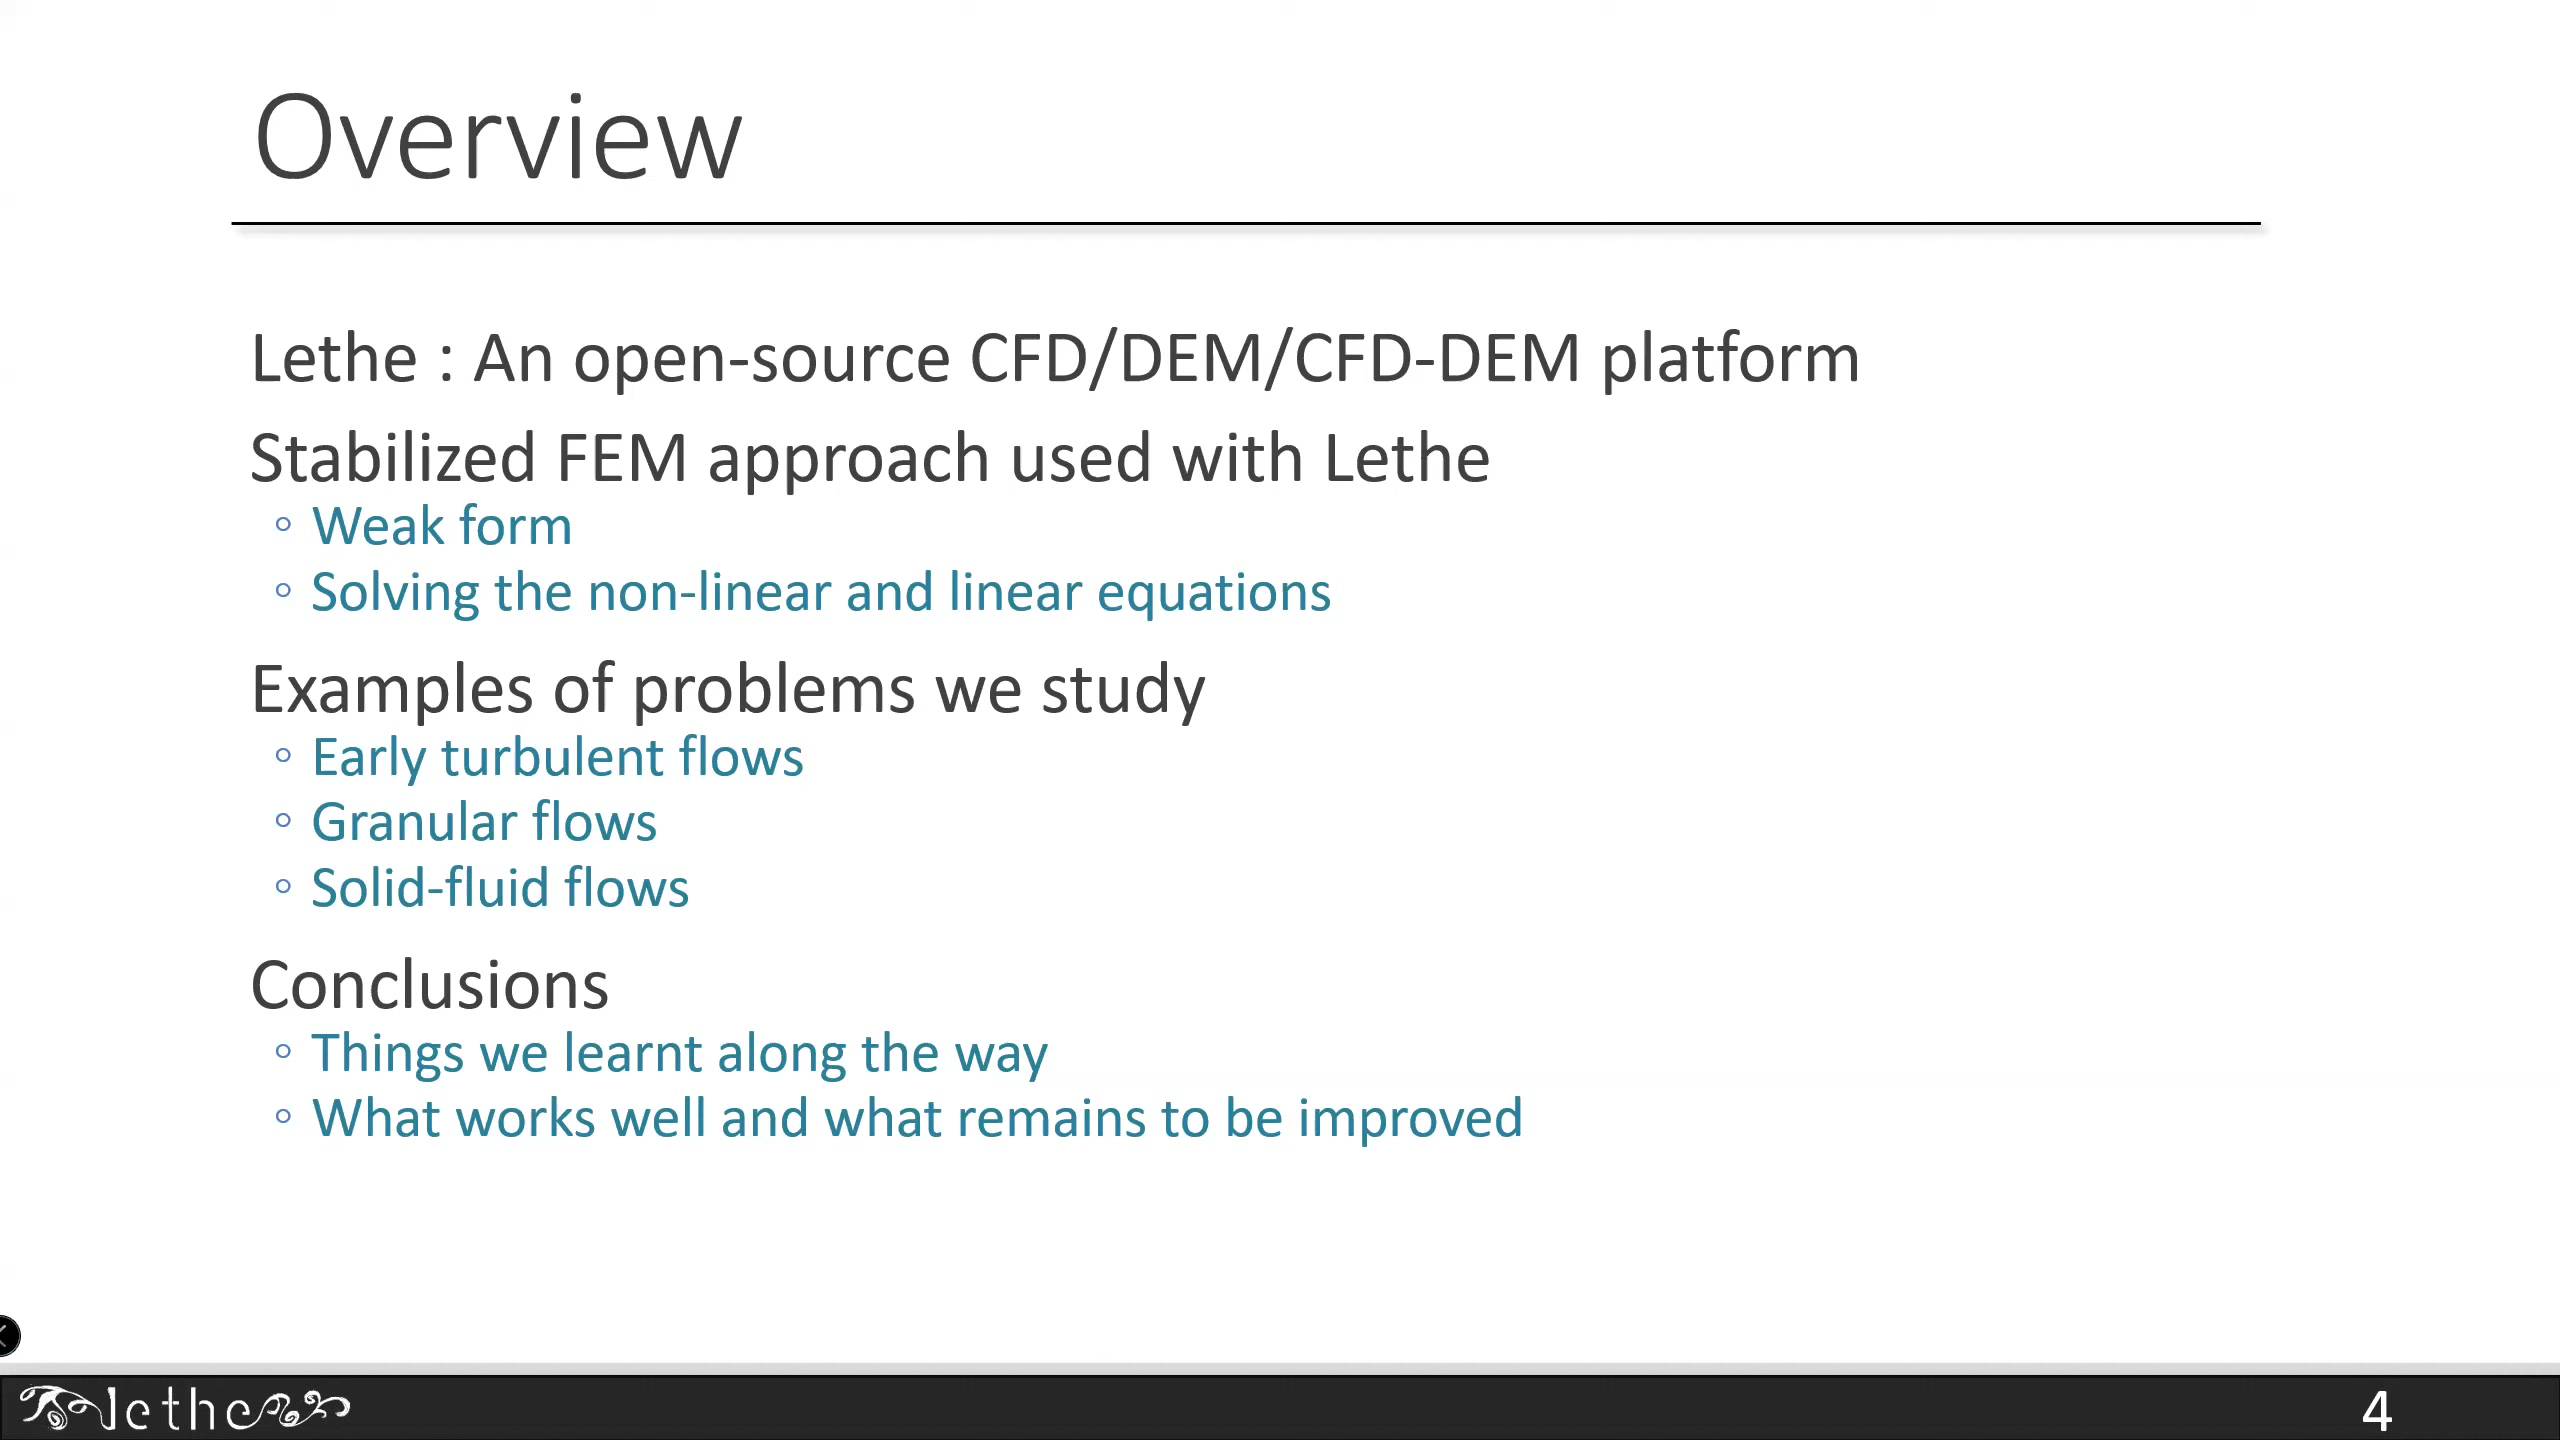 Overview
Lethe : An open-source CFD/DEM/CFD-DEM platform
Stabilized FEM approach used with Lethe
◦ Weak form
◦ Solving the non-linear and linear equations
Examples of problems we study
◦ Early turbulent flows
◦ Granular flows
◦ Solid-fluid flows
Conclusions
◦ Things we learnt along the way
◦ What works well and what remains to be improved
lethe
4